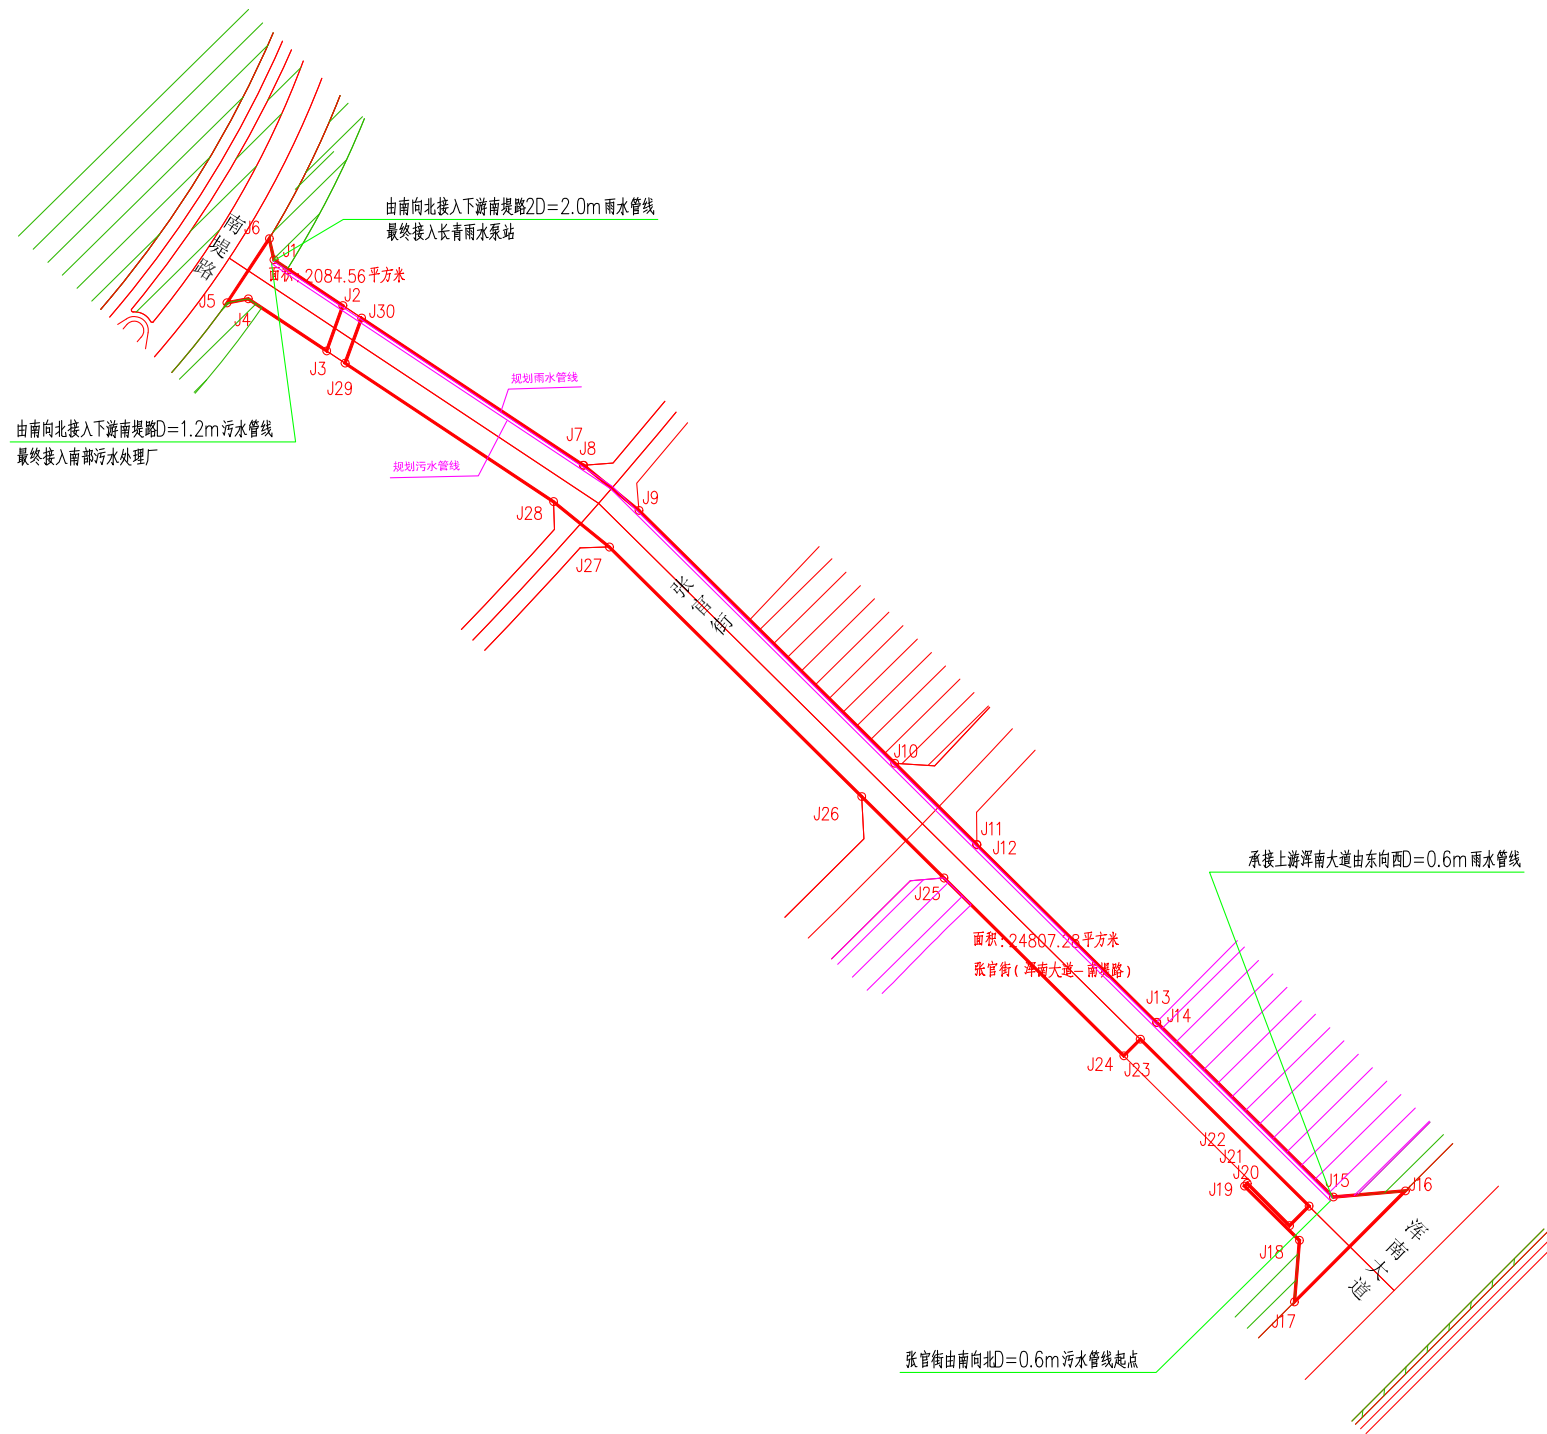 由南向北接入下游南堤路2D=2.0m雨水管线
最终接入长青雨水泵站
南堤路
J6
J1
面积:2084.56平方米
J5
J4
J2
J30
J3
J29
规划雨水管线
由南向北接入下游南堤路D=1.2m污水管线
最终接入南部污水处理厂
规划污水管线
J7
J8
J9
J28
J27
张官街
J10
J26
J11
J12
承接上游浑南大道由东向西D=0.6m雨水管线
J25
面积:24807.28平方米
张官街(浑南大道-南堤路)
J13
J14
J24
J23
J22
J21
J20
J19
J15
J16
J18
浑南大道
J17
张官街由南向北D=0.6m污水管线起点